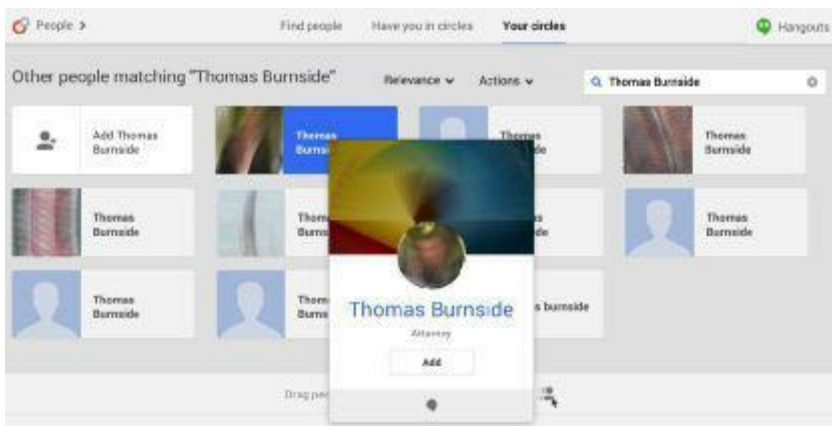 People >
Find people
Have you in circles
Your circles
Hangouts
Other people matching "Thomas Burnside"
Relevance
Actions
Thomas Burnside
Add Thomas
Burnside
Thomas
Thomas
Thomas
Burnside
Thomas
Burnside
Thomas
Burnside
Thomas
Burnside
Thomas Burnside
Attorney
Add
burnside
Drag